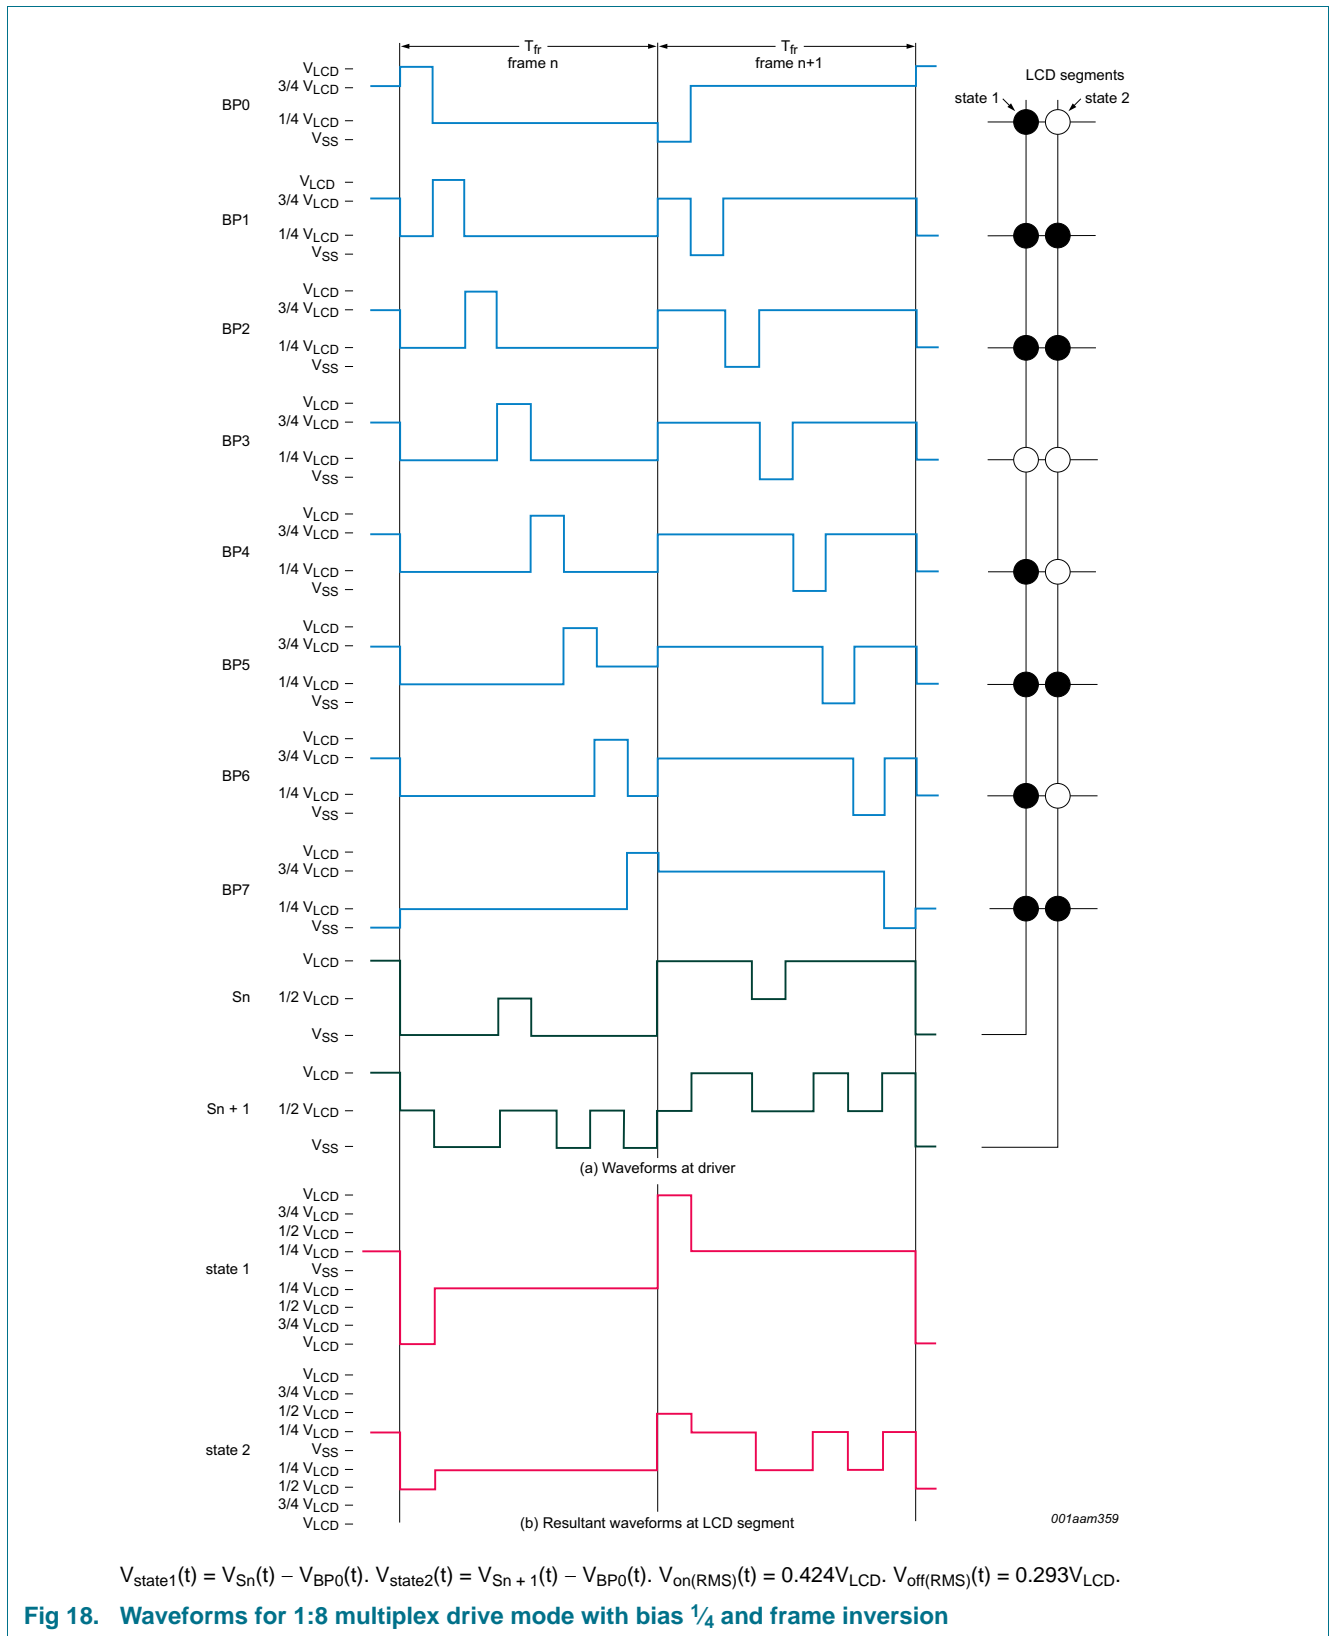 Tfr
frame n
Tfr
frame n+1
LCD segments
state 1
state 2
BP0
VLCD
3/4 VLCD
1/4 VLCD
VSS
BP1
VLCD
3/4 VLCD
1/4 VLCD
VSS
BP2
VLCD
3/4 VLCD
1/4 VLCD
VSS
BP3
VLCD
3/4 VLCD
1/4 VLCD
VSS
BP4
VLCD
3/4 VLCD
1/4 VLCD
VSS
BP5
VLCD
3/4 VLCD
1/4 VLCD
VSS
BP6
VLCD
3/4 VLCD
1/4 VLCD
VSS
BP7
VLCD
3/4 VLCD
1/4 VLCD
VSS
Sn
VLCD
1/2 VLCD
VSS
Sn + 1
VLCD
1/2 VLCD
VSS
(a) Waveforms at driver
state 1
VLCD
3/4 VLCD
1/2 VLCD
1/4 VLCD
VSS
1/4 VLCD
1/2 VLCD
3/4 VLCD
VLCD
state 2
VLCD
3/4 VLCD
1/2 VLCD
1/4 VLCD
VSS
1/4 VLCD
1/2 VLCD
3/4 VLCD
VLCD
(b) Resultant waveforms at LCD segment
001aam359
Vstate1(t) = VSn(t) − VBP0(t). Vstate2(t) = VSn + 1(t) − VBP0(t). Von(RMS)(t) = 0.424VLCD. Voff(RMS)(t) = 0.293VLCD.
Fig 18. Waveforms for 1:8 multiplex drive mode with bias 1⁄4 and frame inversion